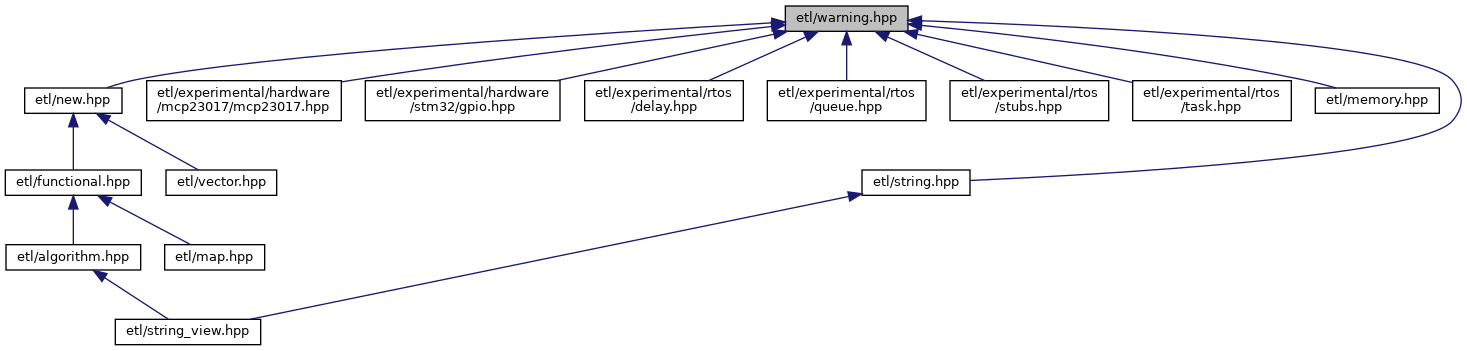 etl/warning.hpp
etl/new.hpp
etl/experimental/hardware
/mcp23017/mcp23017.hpp
etl/experimental/hardware
/stm32/gpio.hpp
etl/experimental/rtos
/delay.hpp
etl/experimental/rtos
/queue.hpp
etl/experimental/rtos
/stubs.hpp
etl/experimental/rtos
/task.hpp
etl/memory.hpp
etl/functional.hpp
etl/vector.hpp
etl/string.hpp
etl/algorithm.hpp
etl/map.hpp
etl/string_view.hpp